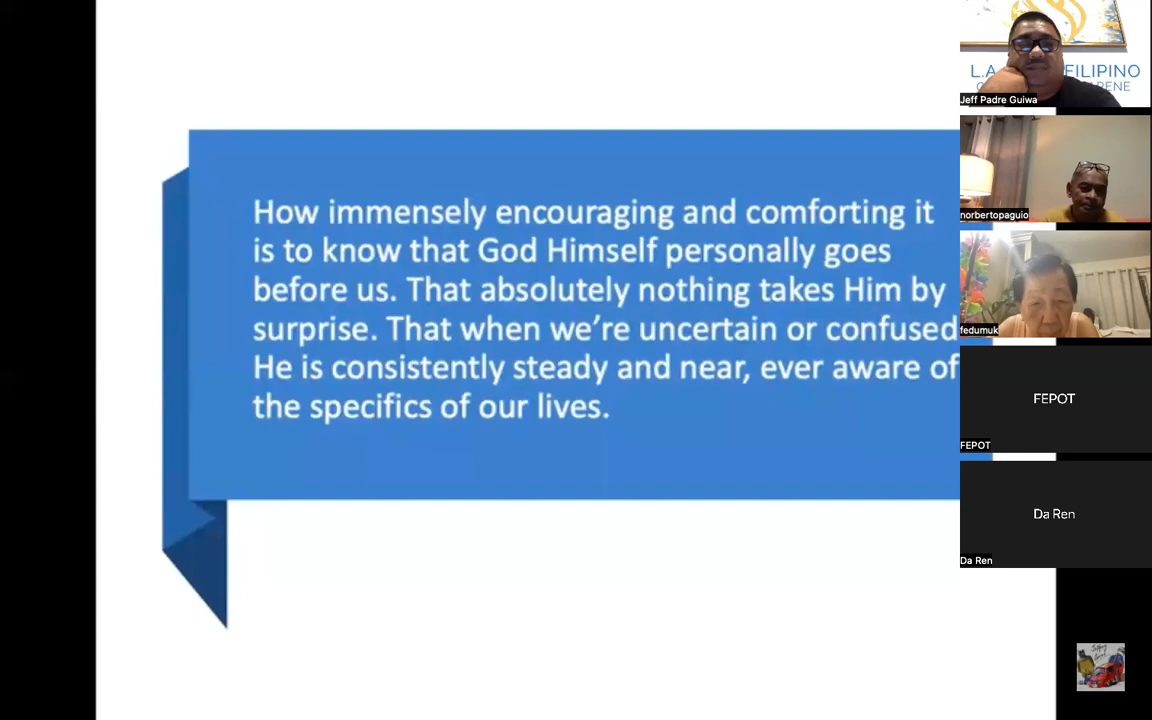 How immensely encouraging and comforting it
is to know that God Himself personally goes
before us. That absolutely nothing takes Him by
surprise. That when we’re uncertain or confused
He is consistently steady and near, ever aware of
the specifics of our lives.
L.A. FILIPINO
Jeff Padre Guiwa
norbertopaguio
fedumuk
FEPOT
FEPOT
Da Ren
Da Ren